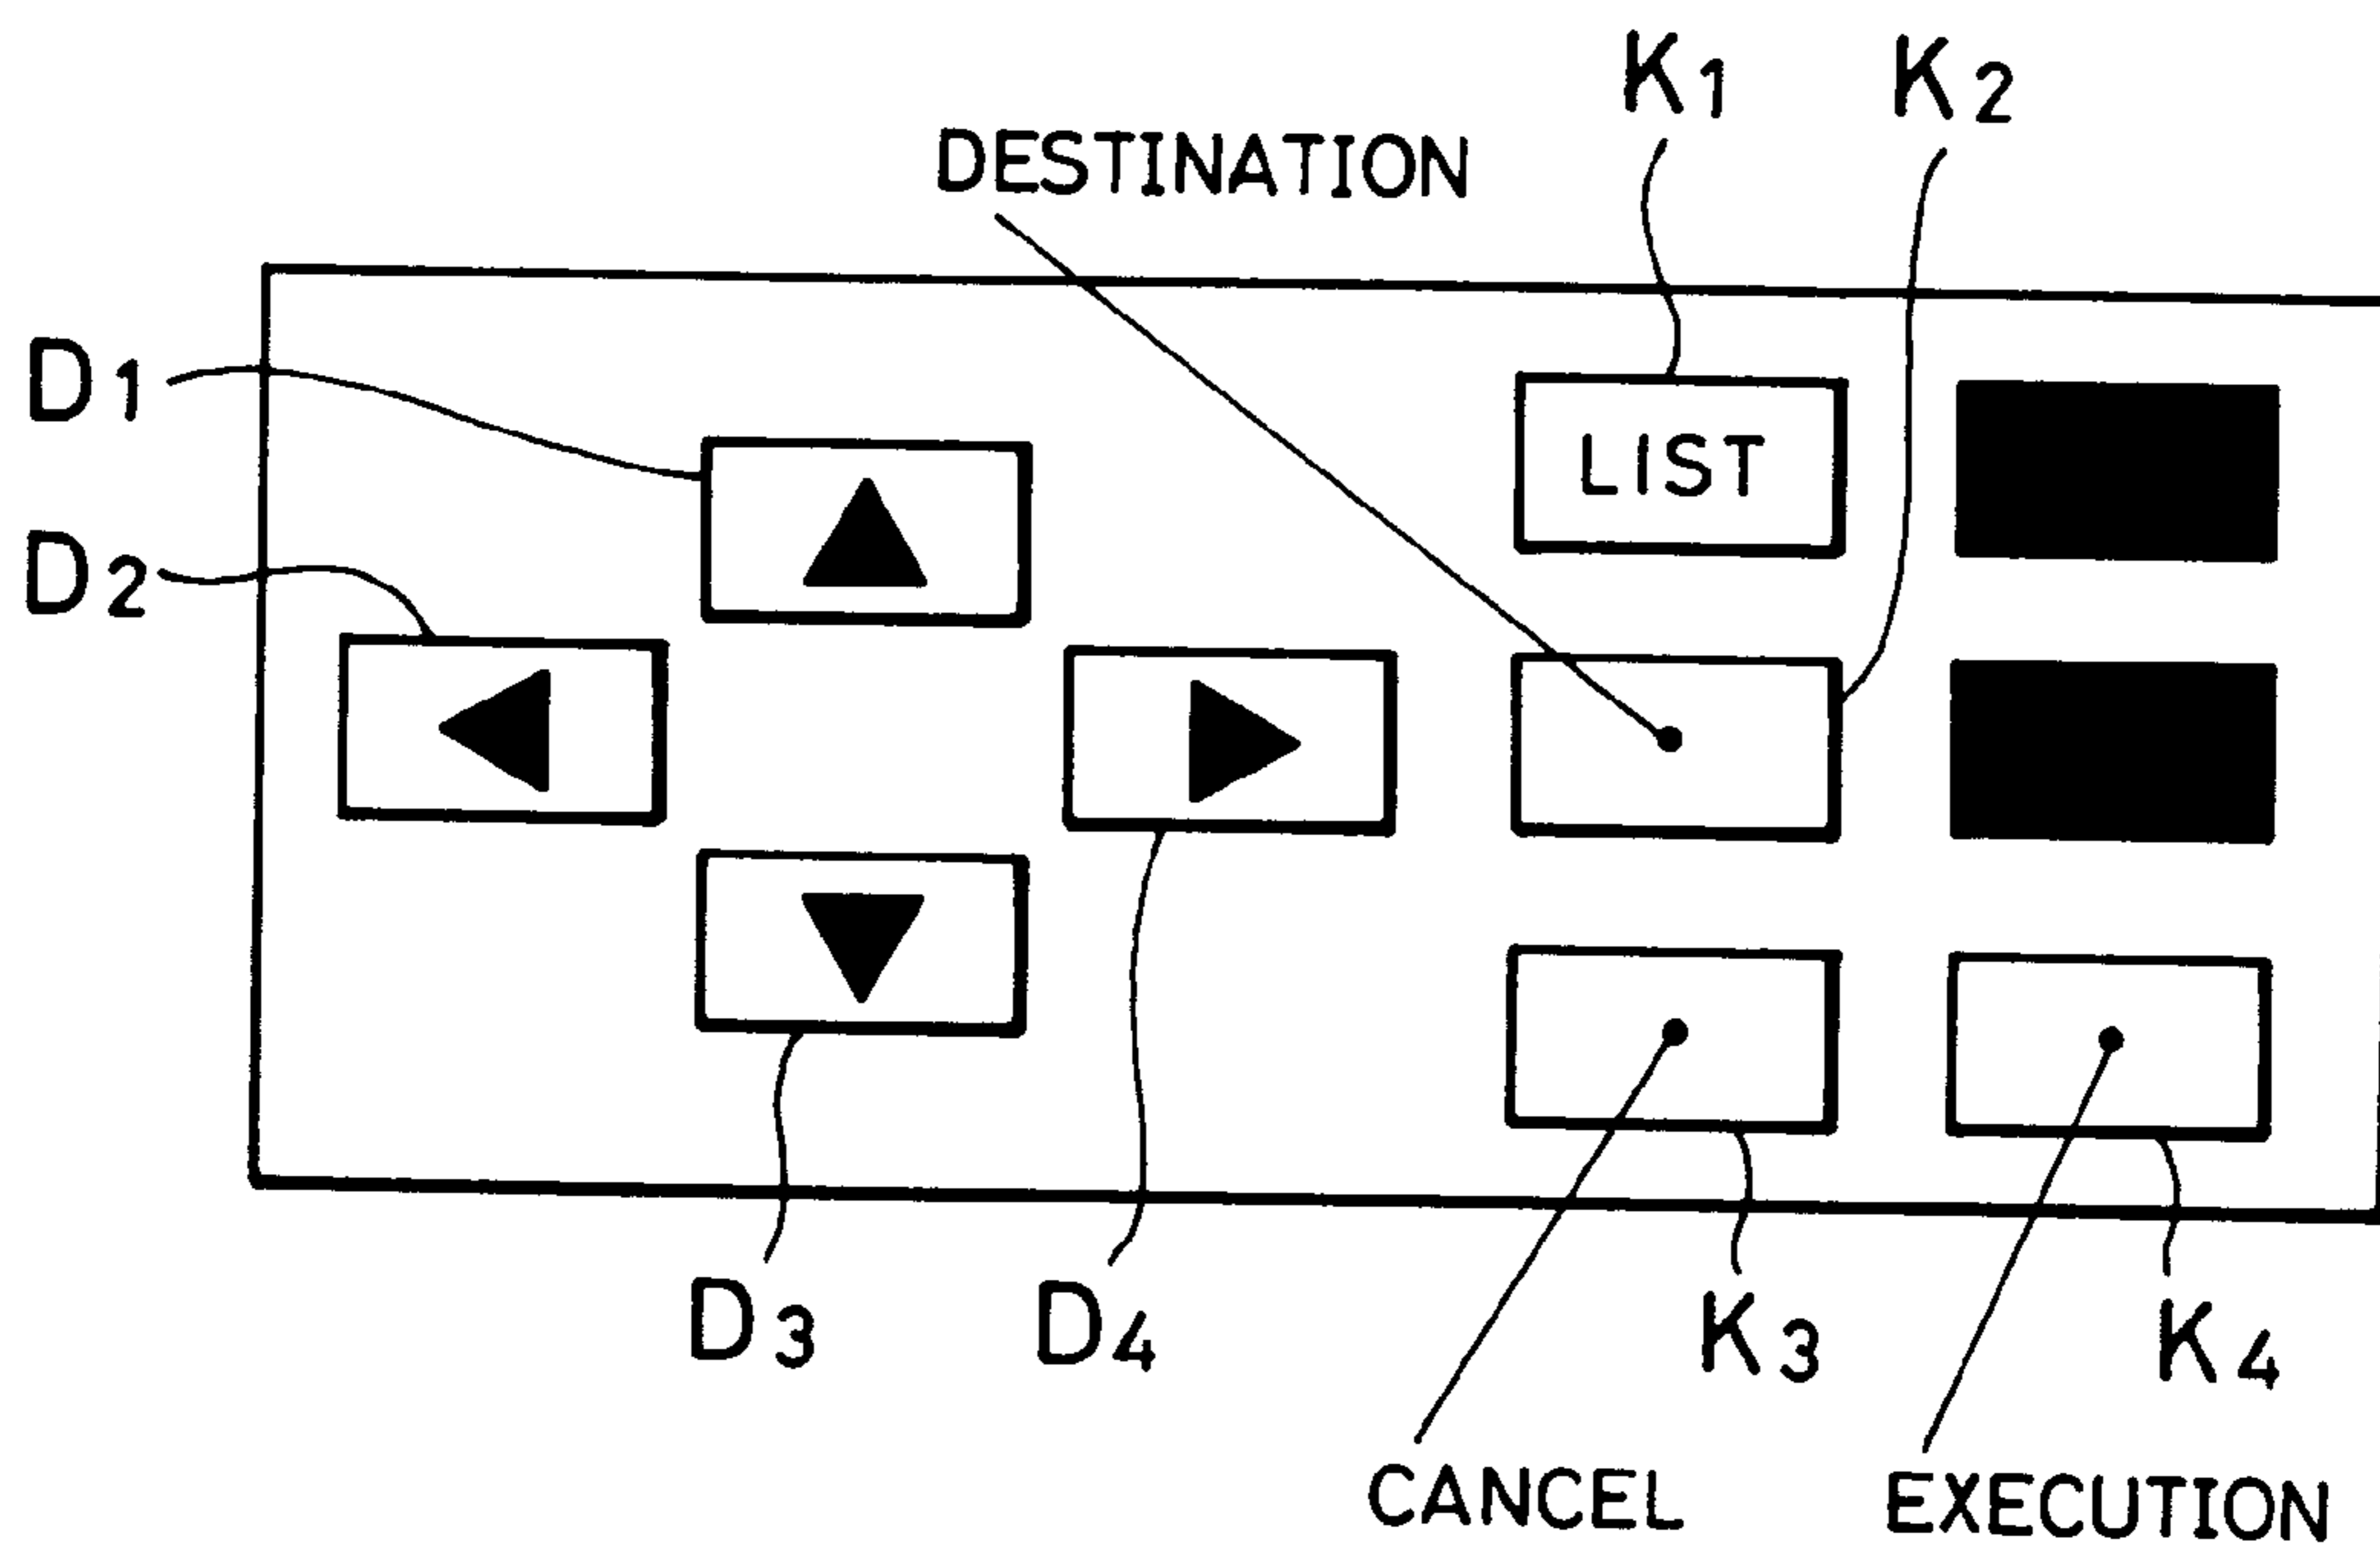 K1 K2
DESTINATION
D1
LIST
D2
D3 D4 K3 K4
CANCEL EXECUTION